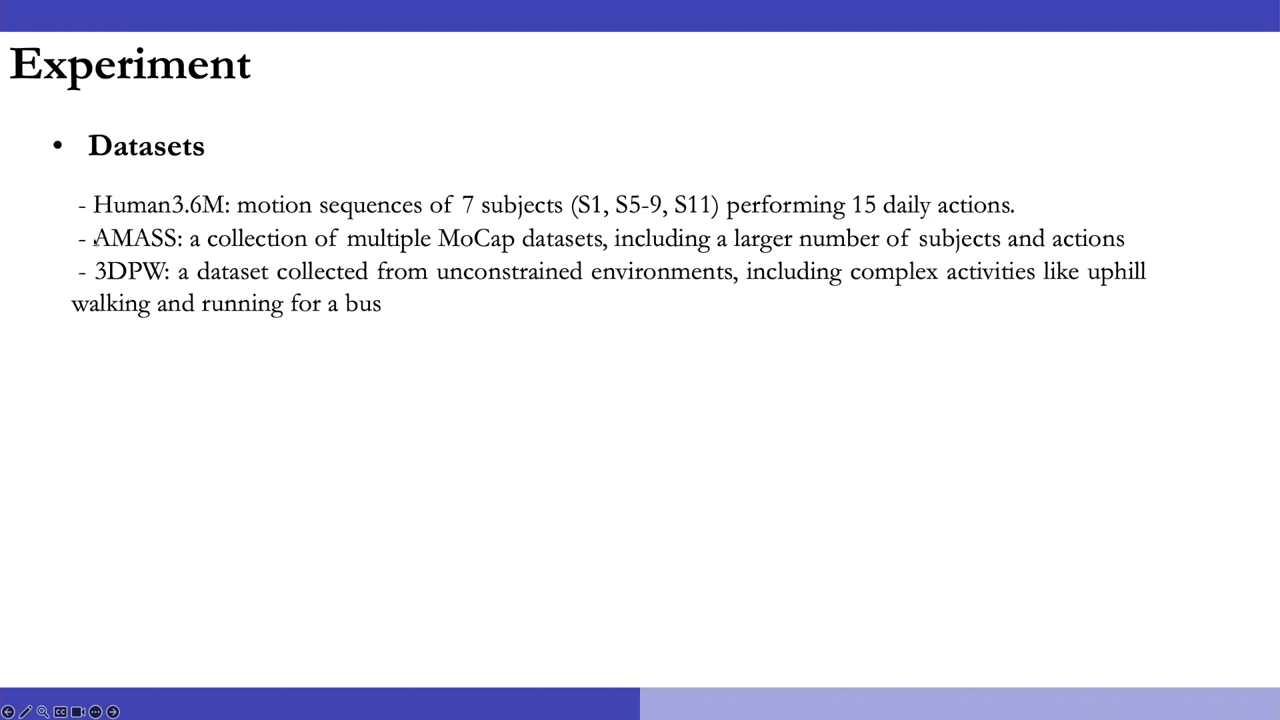 Experiment
• Datasets
- Human3.6M: motion sequences of 7 subjects (S1, S5-9, S11) performing 15 daily actions.
- AMASS: a collection of multiple MoCap datasets, including a larger number of subjects and actions
- 3DPW: a dataset collected from unconstrained environments, including complex activities like uphill
walking and running for a bus
CC